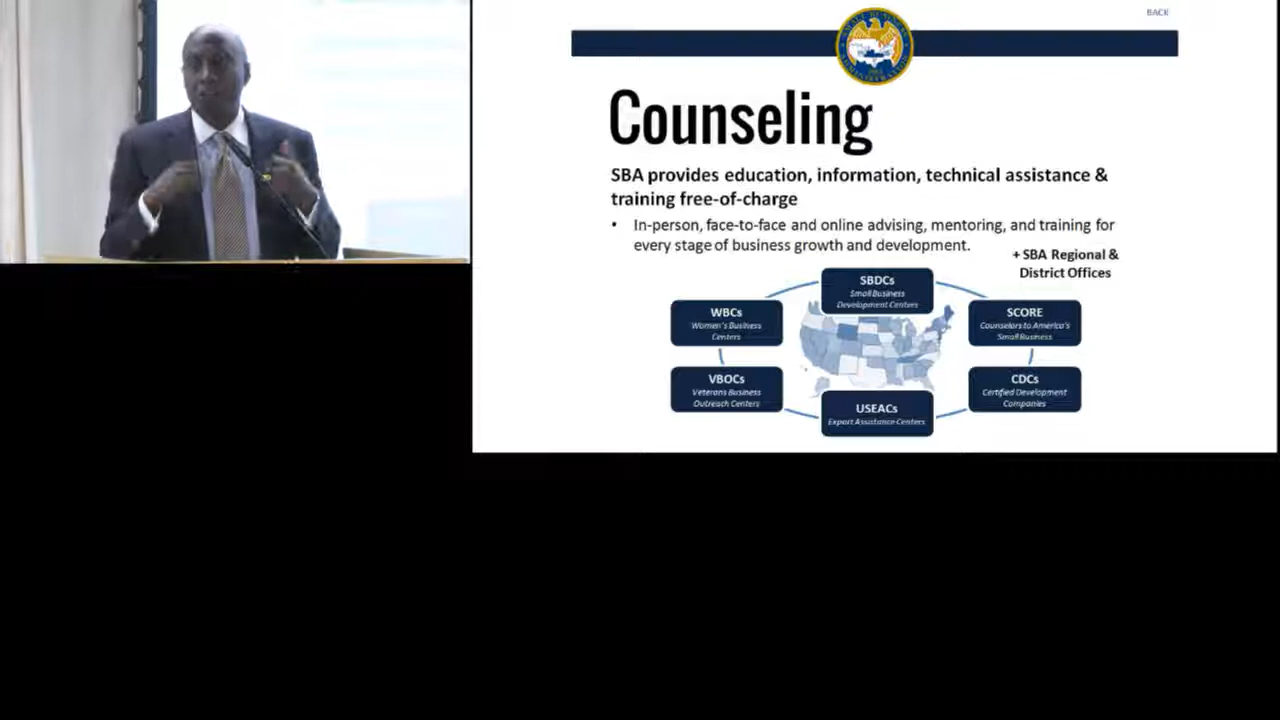 BACK
Counseling
SBA provides education, information, technical assistance &
training free-of-charge
• In-person, face-to-face and online advising, mentoring, and training for
every stage of business growth and development.
+ SBA Regional &
District Offices
SBDCs
Small Business
Development Centers
WBCs
Women's Business
Centers
SCORE
Counselors to America's
Small Business
VBOCs
Veterans Business
Outreach Centers
CDCs
Certified Development
Companies
USEACs
Export Assistance Centers